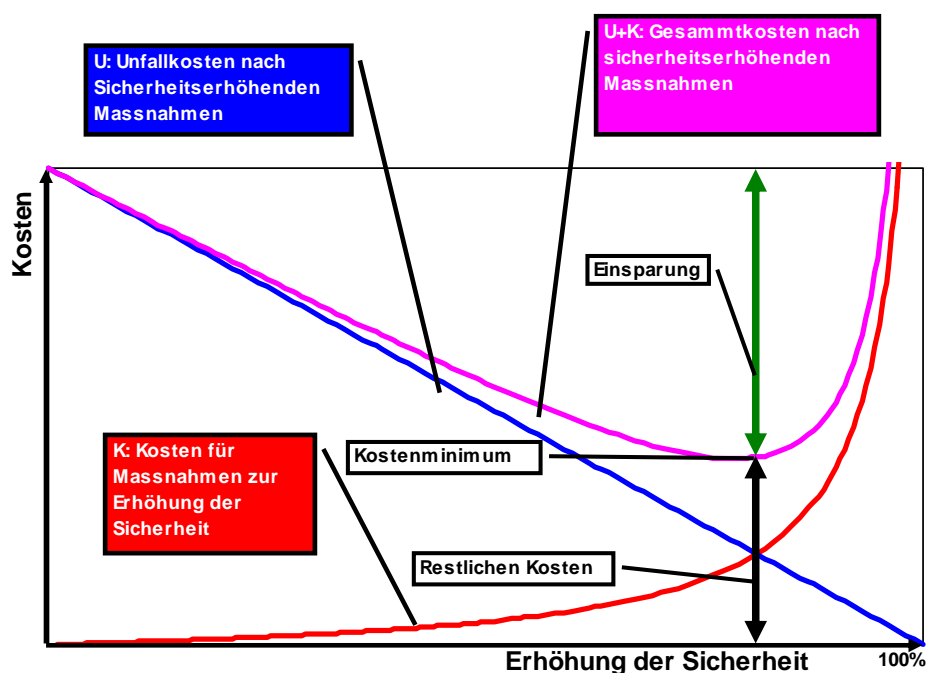 U: Unfallkosten nach
Sicherheitserhöhenden
Massnahmen
U+K: Gesammtkosten nach
sicherheitserhöhenden
Massnahmen
Kosten
Einsparung
K: Kosten für
Massnahmen zur
Erhöhung der
Sicherheit
Kostenminimum
Restlichen Kosten
Erhöhung der Sicherheit
100%